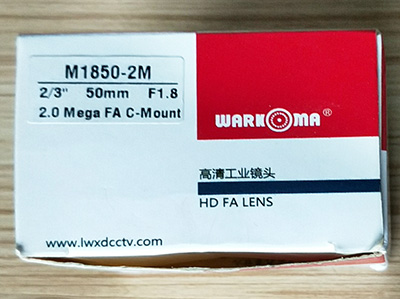 M1850-2M
2/3" 50mm F1.8
2.0 Mega FA C-Mount
WARKOMA®
高清工业镜头
HD FA LENS
www.lwxdcctv.com